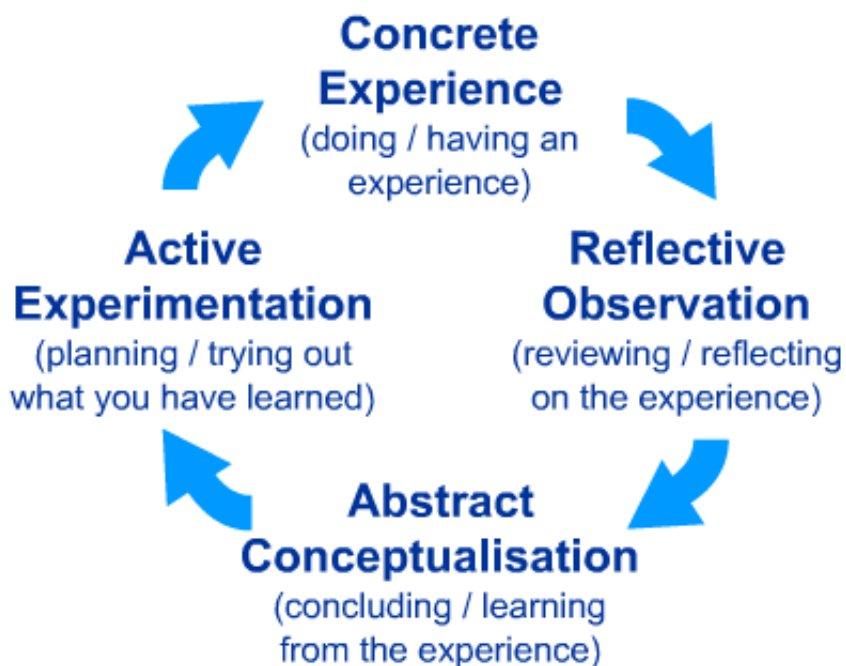 Concrete
Experience
(doing / having an
experience)
Reflective
Observation
(reviewing / reflecting
on the experience)
Abstract
Conceptualisation
(concluding / learning
from the experience)
Active
Experimentation
(planning / trying out
what you have learned)